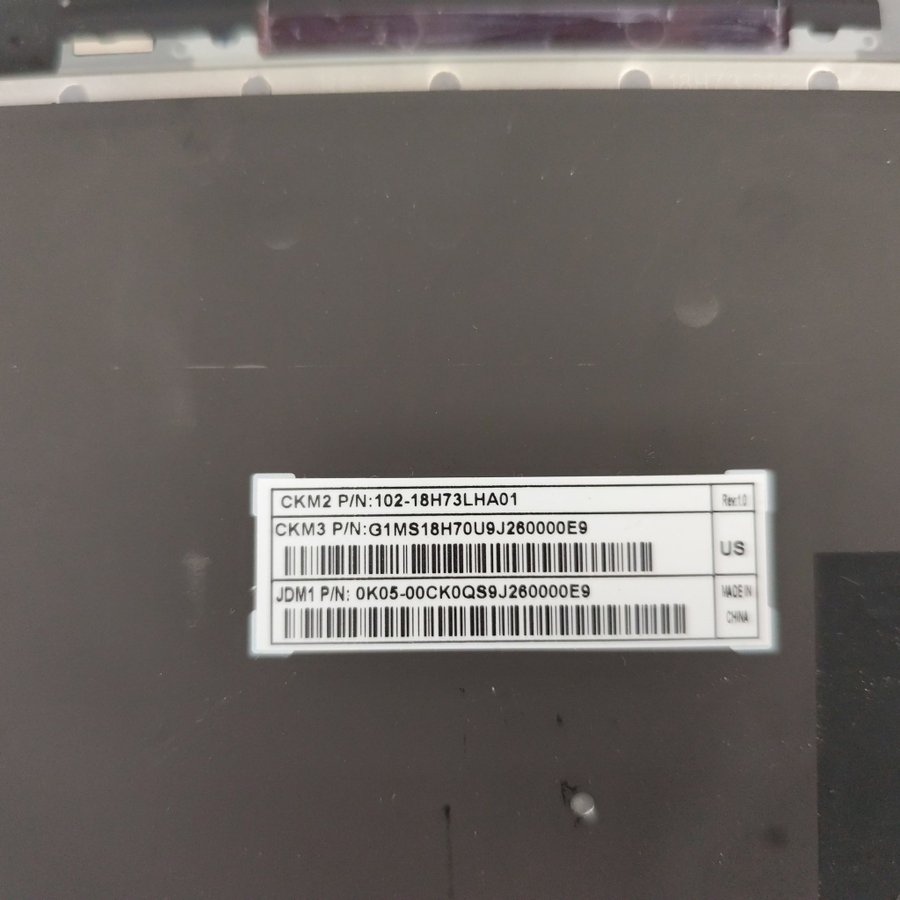 CKM2 P/N:102-18H73LHA01
Rev:1.0
CKM3 P/N:G1MS18H70U9J260000E9
US
JDM1 P/N: 0K05-00CK0QS9J260000E9
MADE IN
CHINA